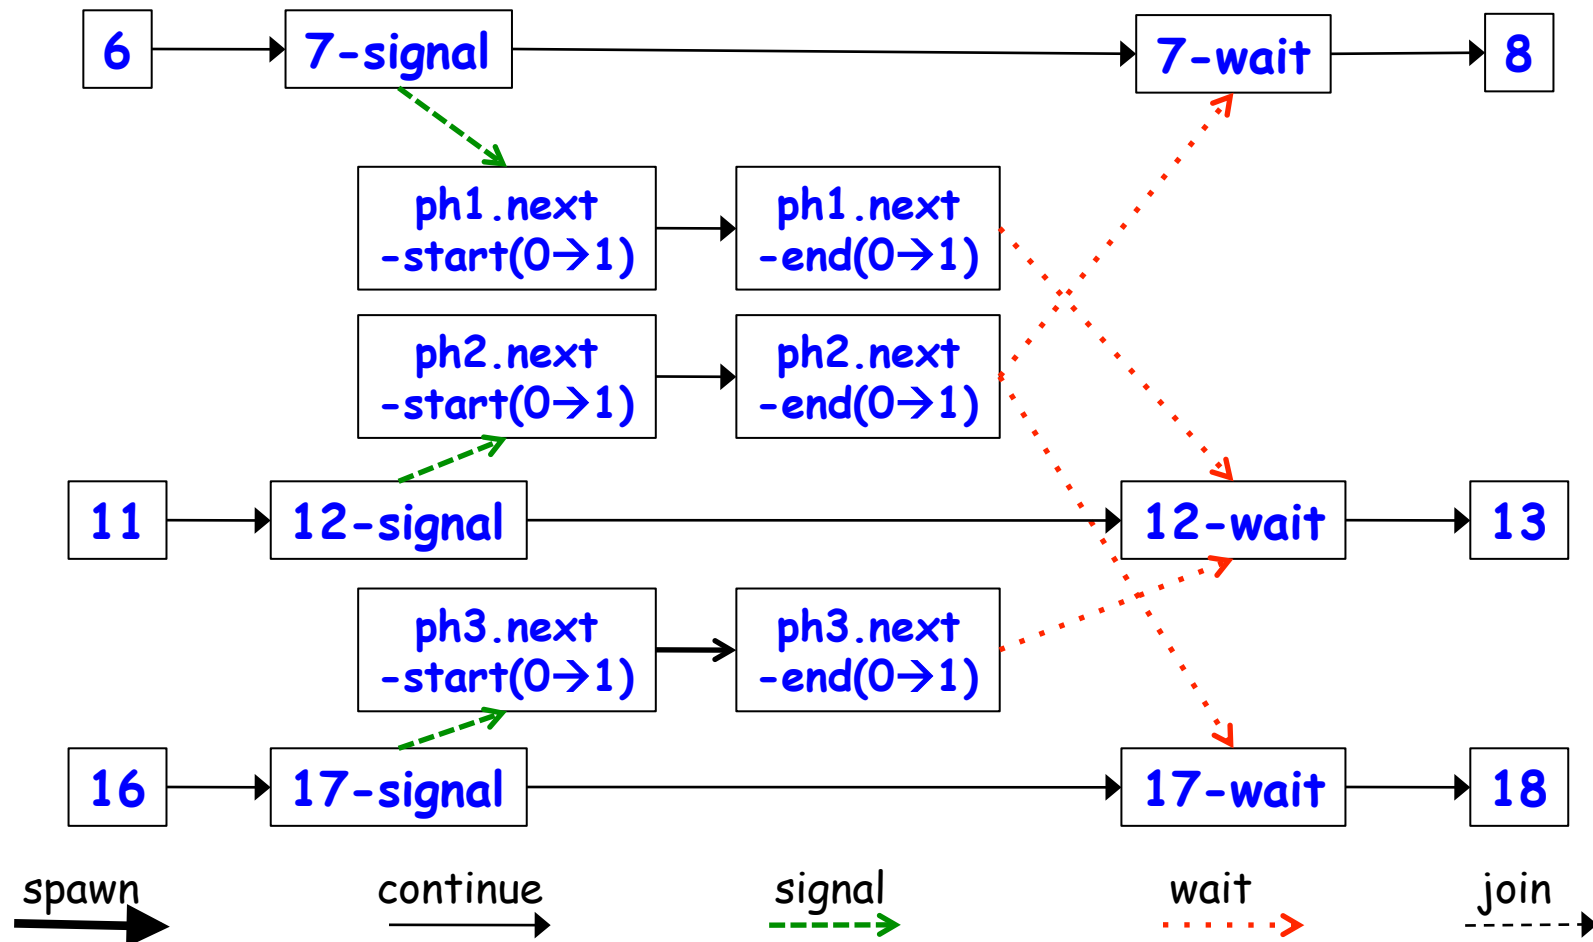 6
7-signal
7-wait
8
ph1.next
-start(0→1)
ph1.next
-end(0→1)
ph2.next
-start(0→1)
ph2.next
-end(0→1)
11
12-signal
12-wait
13
ph3.next
-start(0→1)
ph3.next
-end(0→1)
16
17-signal
17-wait
18
spawn
continue
signal
wait
join